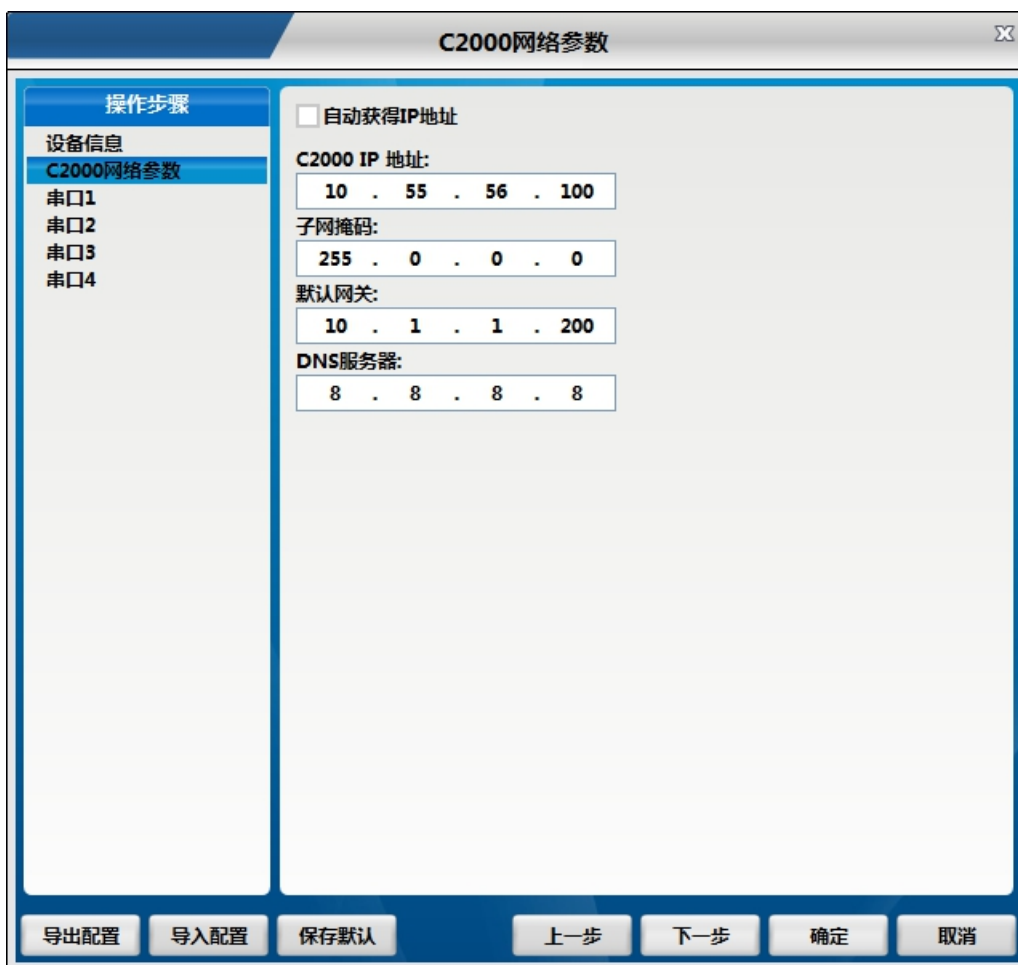 C2000网络参数
操作步骤
设备信息
C2000网络参数
串口1
串口2
串口3
串口4
自动获得IP地址
C2000 IP 地址:
10 . 55 . 56 . 100
子网掩码:
255 . 0 . 0 . 0
默认网关:
10 . 1 . 1 . 200
DNS服务器:
8 . 8 . 8 . 8
导出配置 导入配置 保存默认 上一步 下一步 确定 取消